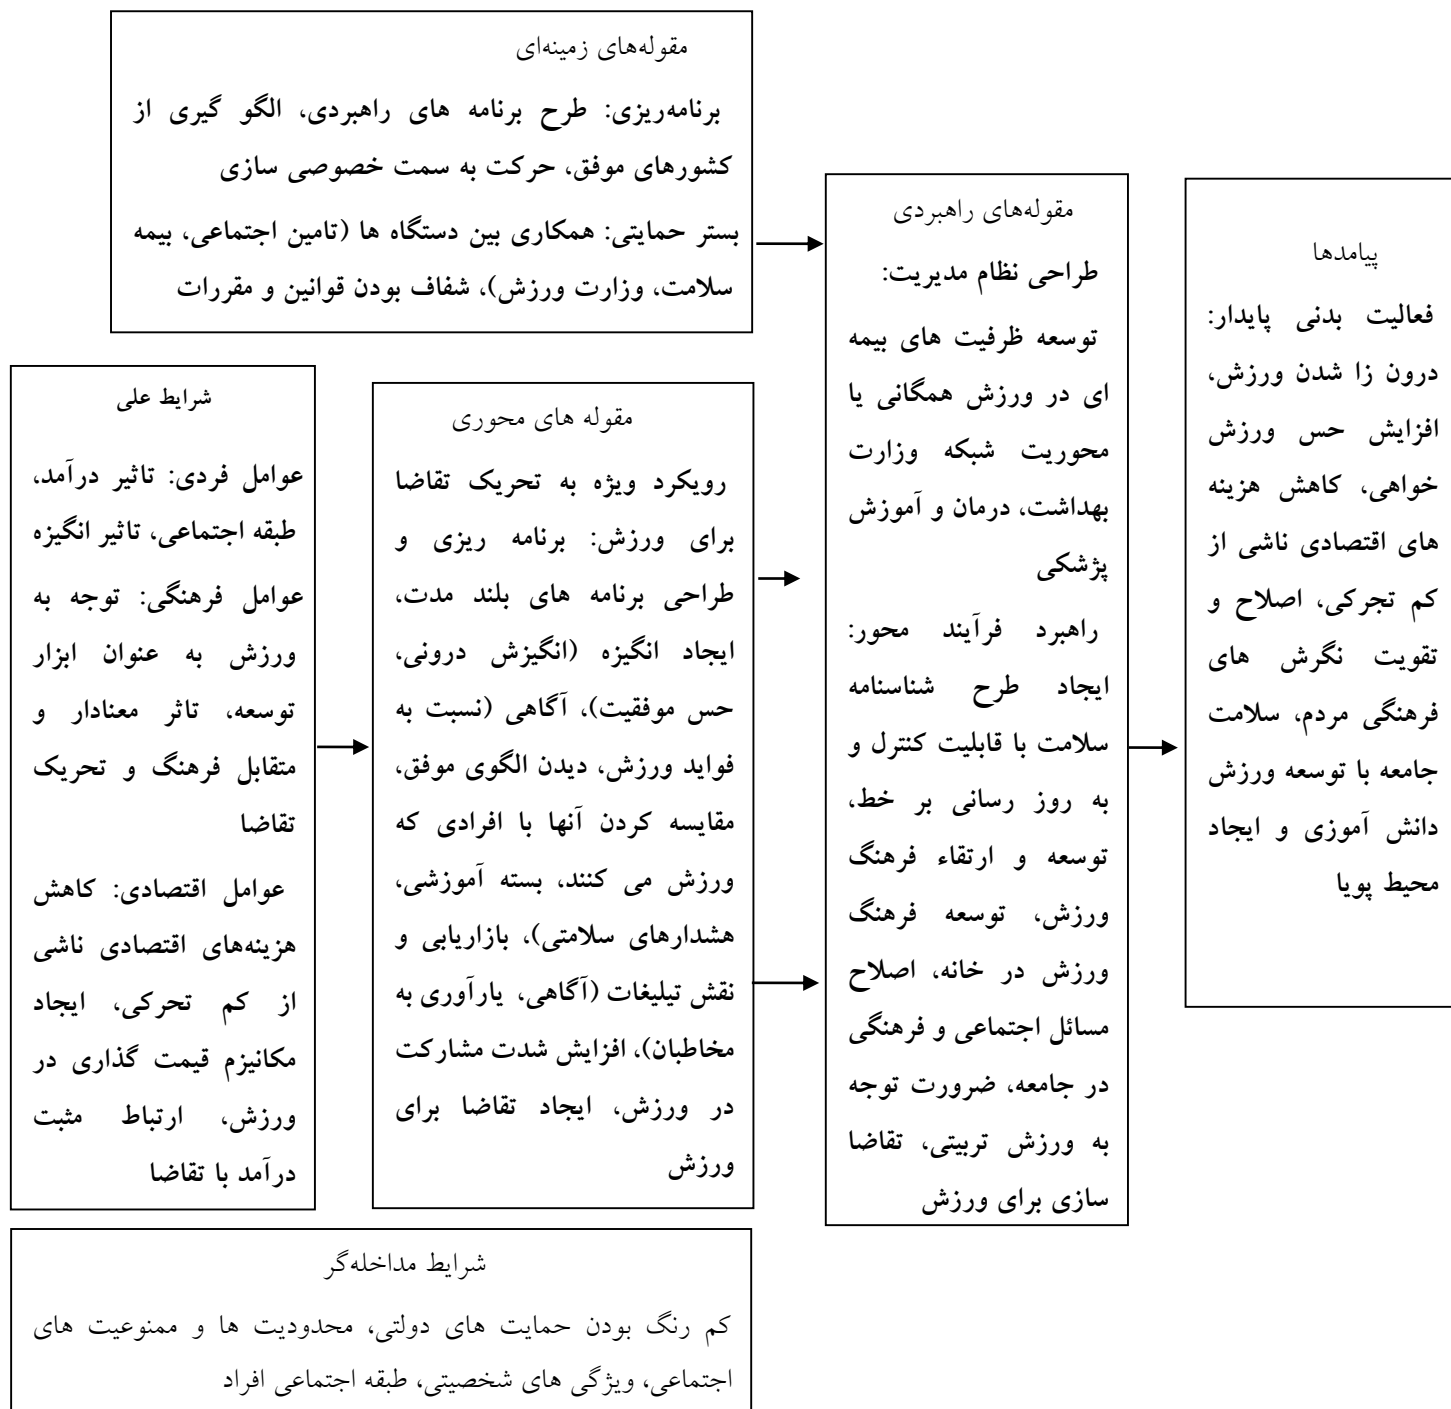 مقوله‌های زمینه‌ای
برنامه‌ریزی: طرح برنامه های راهبردی، الگو گیری از
کشورهای موفق، حرکت به سمت خصوصی سازی
بستر حمایتی: همکاری بین دستگاه ها (تامین اجتماعی، بیمه
سلامت، وزارت ورزش)، شفاف بودن قوانین و مقررات
شرایط علی
عوامل فردی: تاثیر درآمد،
طبقه اجتماعی، تاثیر انگیزه
عوامل فرهنگی: توجه به
ورزش به عنوان ابزار
توسعه، تاثر معنادار و
متقابل فرهنگ و تحریک
تقاضا
عوامل اقتصادی: کاهش
هزینه‌های اقتصادی ناشی
از کم تحرکی، ایجاد
مکانیزم قیمت گذاری در
ورزش، ارتباط مثبت
درآمد با تقاضا
مقوله های محوری
رویکرد ویژه به تحریک تقاضا
برای ورزش: برنامه ریزی و
طراحی برنامه های بلند مدت،
ایجاد انگیزه (انگیزش درونی،
حس موفقیت)، آگاهی (نسبت به
فواید ورزش، دیدن الگوی موفق،
مقایسه کردن آنها با افرادی که
ورزش می کنند، بسته آموزشی،
هشدارهای سلامتی)، بازاریابی و
نقش تیلیغات (آگاهی، یارآوری به
مخاطبان)، افزایش شدت مشارکت
در ورزش، ایجاد تقاضا برای
ورزش
مقوله‌های راهبردی
طراحی نظام مدیریت:
توسعه ظرفیت های بیمه
ای در ورزش همگانی یا
محوریت شبکه وزارت
بهداشت، درمان و آموزش
پژشکی
راهبرد فرآیند محور:
ایجاد طرح شناسنامه
سلامت با قابلیت کنترل و
به روز رسانی بر خط،
توسعه و ارتقاء فرهنگ
ورزش، توسعه فرهنگ
ورزش در خانه، اصلاح
مسائل اجتماعی و فرهنگی
در جامعه، ضرورت توجه
به ورزش تربیتی، تقاضا
سازی برای ورزش
پیامدها
فعالیت بدنی پایدار:
درون زا شدن ورزش،
افزایش حس ورزش
خواهی، کاهش هزینه
های اقتصادی ناشی از
کم تجرکی، اصلاح و
تقویت نگرش های
فرهنگی مردم، سلامت
جامعه با توسعه ورزش
دانش آموزی و ایجاد
محیط پویا
شرایط مداخله‌گر
کم رنگ بودن حمایت های دولتی، محدودیت ها و ممنوعیت های
اجتماعی، ویژگی های شخصیتی، طبقه اجتماعی افراد